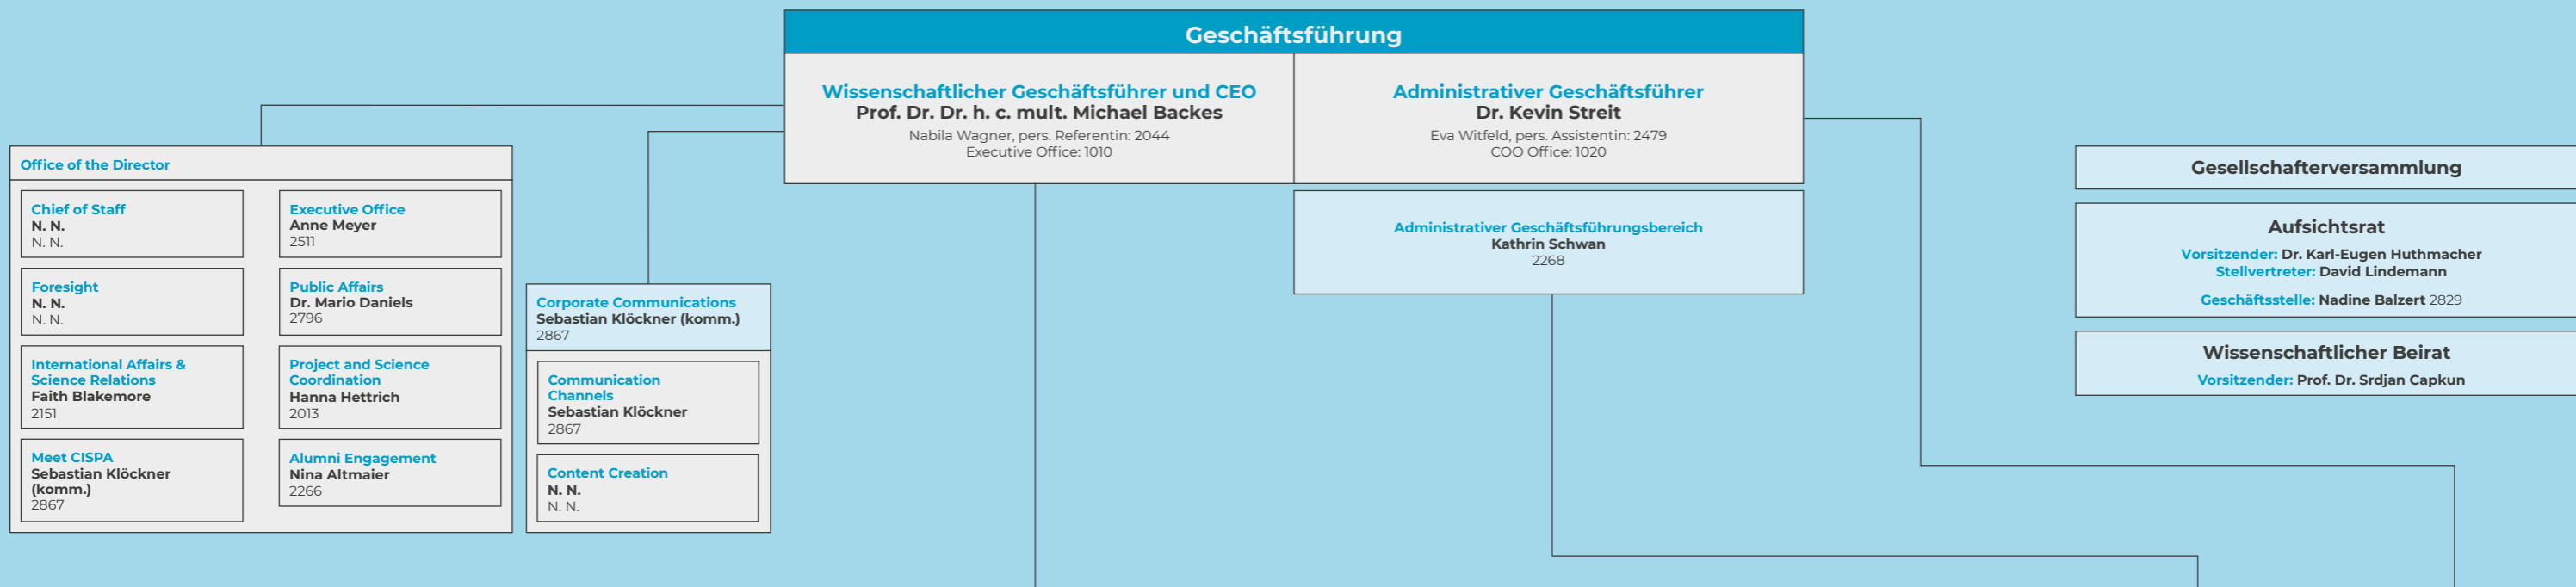 Geschäftsführung
Wissenschaftlicher Geschäftsführer und CEO
Prof. Dr. Dr. h. c. mult. Michael Backes
Nabila Wagner, pers. Referentin: 2044
Executive Office: 1010
Administrativer Geschäftsführer
Dr. Kevin Streit
Eva Witfeld, pers. Assistentin: 2479
COO Office: 1020
Administrativer Geschäftsführungsbereich
Kathrin Schwan
2268
Office of the Director
Chief of Staff
N. N.
N. N.
Executive Office
Anne Meyer
2511
Foresight
N. N.
N. N.
Public Affairs
Dr. Mario Daniels
2796
International Affairs &
Science Relations
Faith Blakemore
2151
Project and Science
Coordination
Hanna Hettrich
2013
Meet CISPA
Sebastian Klöckner
(komm.)
2867
Alumni Engagement
Nina Altmaier
2266
Corporate Communications
Sebastian Klöckner (komm.)
2867
Communication
Channels
Sebastian Klöckner
2867
Content Creation
N. N.
N. N.
Gesellschafterversammlung
Aufsichtsrat
Vorsitzender: Dr. Karl-Eugen Huthmacher
Stellvertreter: David Lindemann
Geschäftsstelle: Nadine Balzert 2829
Wissenschaftlicher Beirat
Vorsitzender: Prof. Dr. Srdjan Capkun